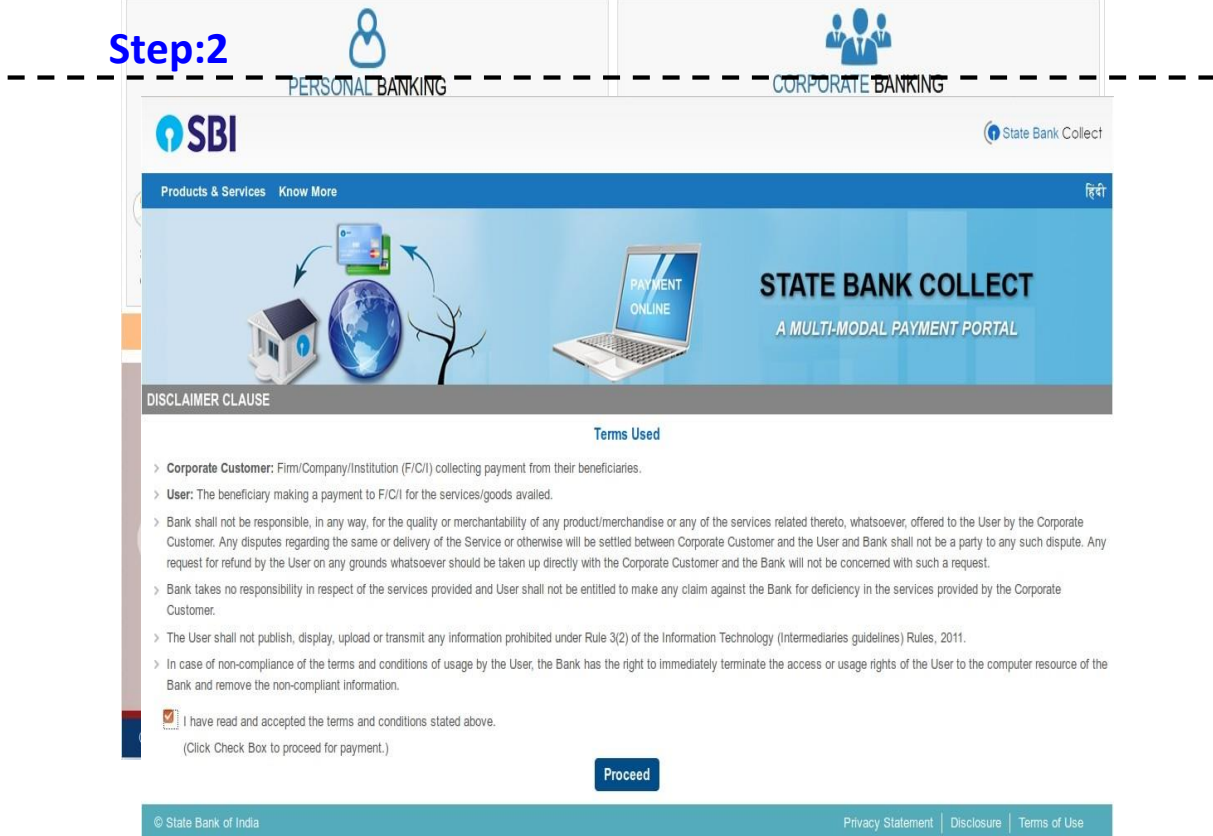 Step:2
PERSONAL BANKING
CORPORATE BANKING
SBI
State Bank Collect
Products & Services Know More
हिंदी
PAYMENT
ONLINE
STATE BANK COLLECT
A MULTI-MODAL PAYMENT PORTAL
DISCLAIMER CLAUSE
Terms Used
Corporate Customer: Firm/Company/Institution (F/C/I) collecting payment from their beneficiaries.
User: The beneficiary making a payment to F/C/I for the services/goods availed.
Bank shall not be responsible, in any way, for the quality or merchantability of any product/merchandise or any of the services related thereto, whatsoever, offered to the User by the Corporate
Customer. Any disputes regarding the same or delivery of the Service or otherwise will be settled between Corporate Customer and the User and Bank shall not be a party to any such dispute. Any
request for refund by the User on any grounds whatsoever should be taken up directly with the Corporate Customer and the Bank will not be concerned with such a request.
Bank takes no responsibility in respect of the services provided and User shall not be entitled to make any claim against the Bank for deficiency in the services provided by the Corporate
Customer.
The User shall not publish, display, upload or transmit any information prohibited under Rule 3(2) of the Information Technology (Intermediaries guidelines) Rules, 2011.
In case of non-compliance of the terms and conditions of usage by the User, the Bank has the right to immediately terminate the access or usage rights of the User to the computer resource of the
Bank and remove the non-compliant information.
I have read and accepted the terms and conditions stated above.
(Click Check Box to proceed for payment.)
Proceed
© State Bank of India
Privacy Statement | Disclosure | Terms of Use